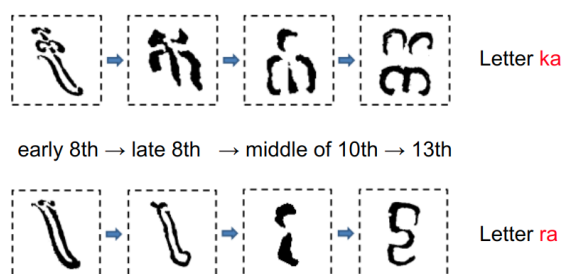 Letter ka
early 8th → late 8th → middle of 10th → 13th
Letter ra